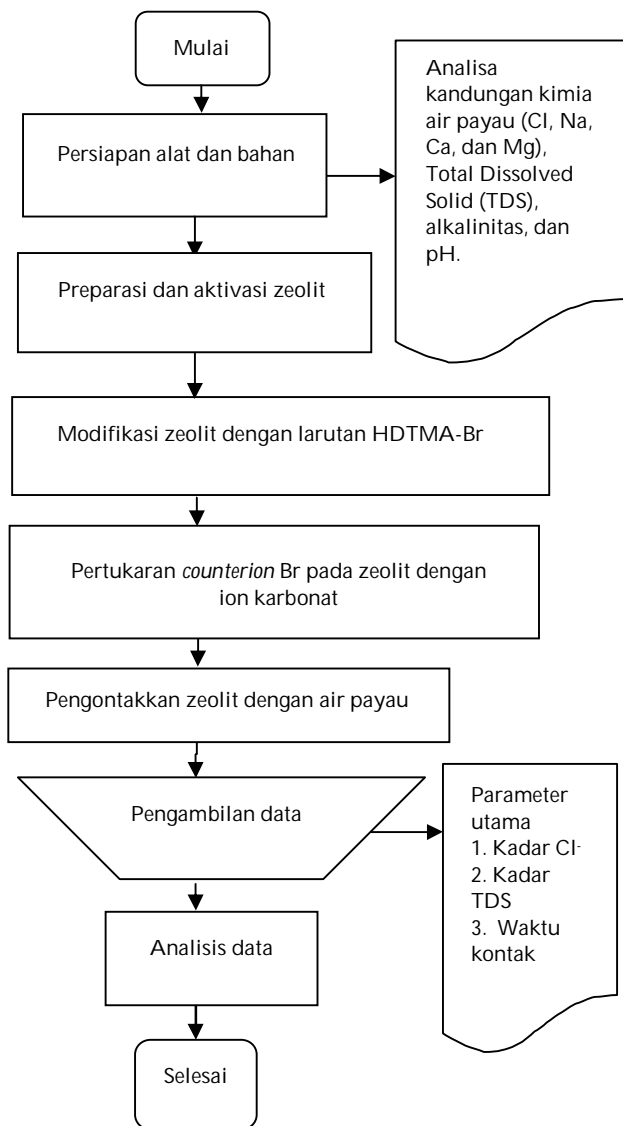 Mulai
Persiapan alat dan bahan
Analisa
kandungan kimia
air payau (Cl, Na,
Ca, dan Mg),
Total Dissolved
Solid (TDS),
alkalinitas, dan
pH.
Preparasi dan aktivasi zeolit
Modifikasi zeolit dengan larutan HDTMA-Br
Pertukaran counterion Br pada zeolit dengan
ion karbonat
Pengontakkan zeolit dengan air payau
Pengambilan data
Parameter
utama
1. Kadar Cl-
2. Kadar
TDS
3. Waktu
kontak
Analisis data
Selesai